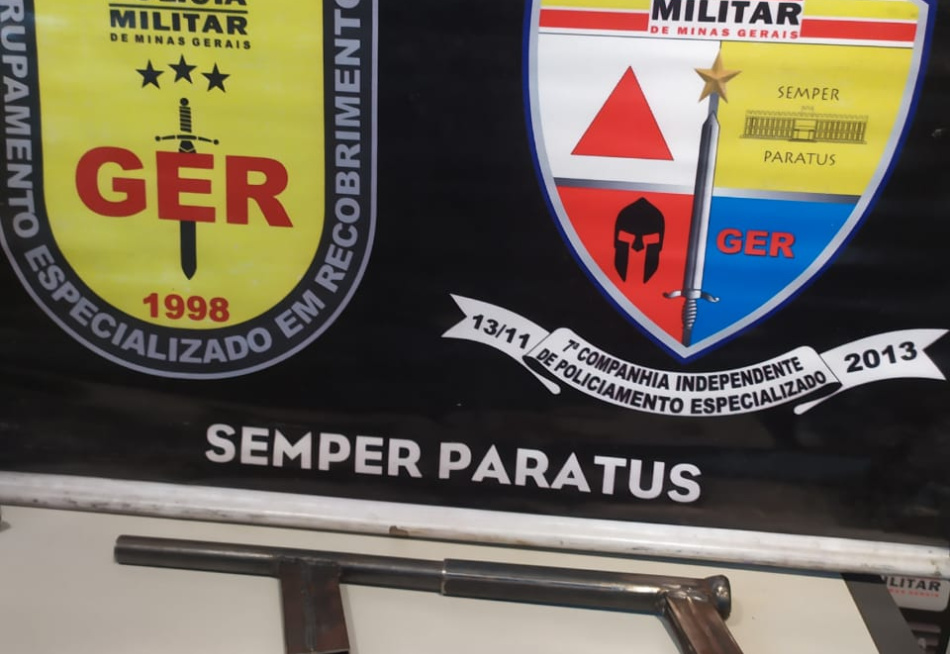 MILITAR
DE MINAS GERAIS
RUPAMENTO ESPECIALIZADO EM RECOBRIMENTO
GER
1998
MILITAR
DE MINAS GERAIS
SEMPER
PARATUS
GER
13/11
7ª COMPANHIA INDEPENDENTE
DE POLICIAMENTO ESPECIALIZADO
2013
SEMPER PARATUS